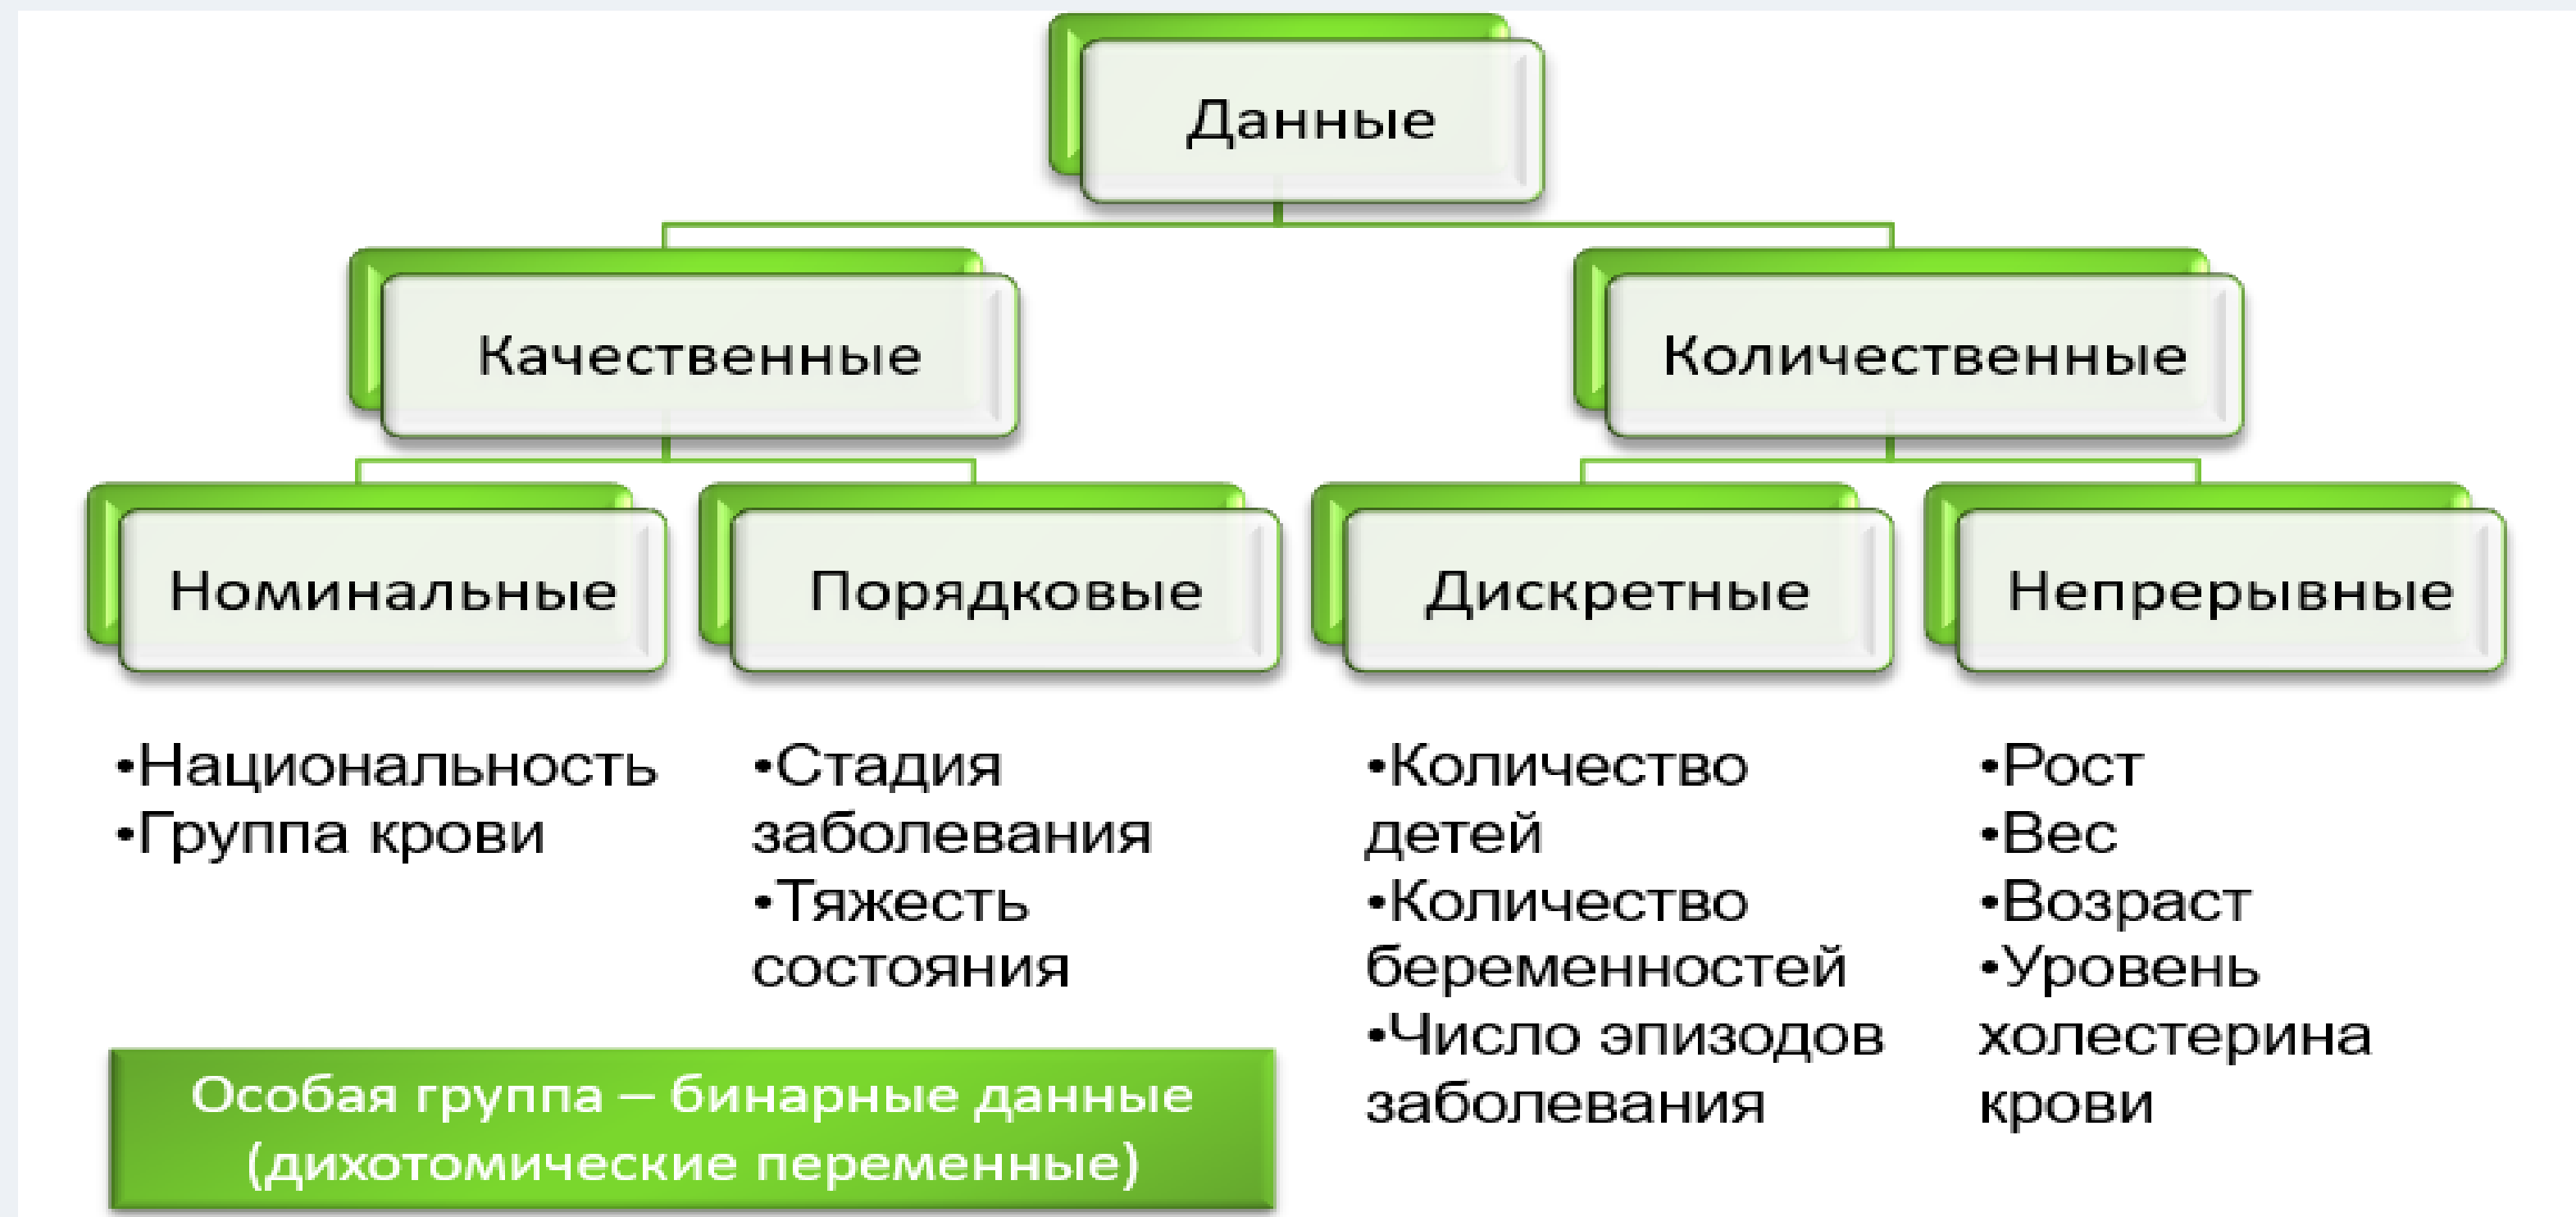 Данные
Качественные
Количественные
Номинальные
Порядковые
Дискретные
Непрерывные
•Национальность
•Группа крови
•Стадия
заболевания
•Тяжесть
состояния
•Количество
детей
•Количество
беременностей
•Число эпизодов
заболевания
•Рост
•Вес
•Возраст
•Уровень
холестерина
крови
Особая группа – бинарные данные
(дихотомические переменные)